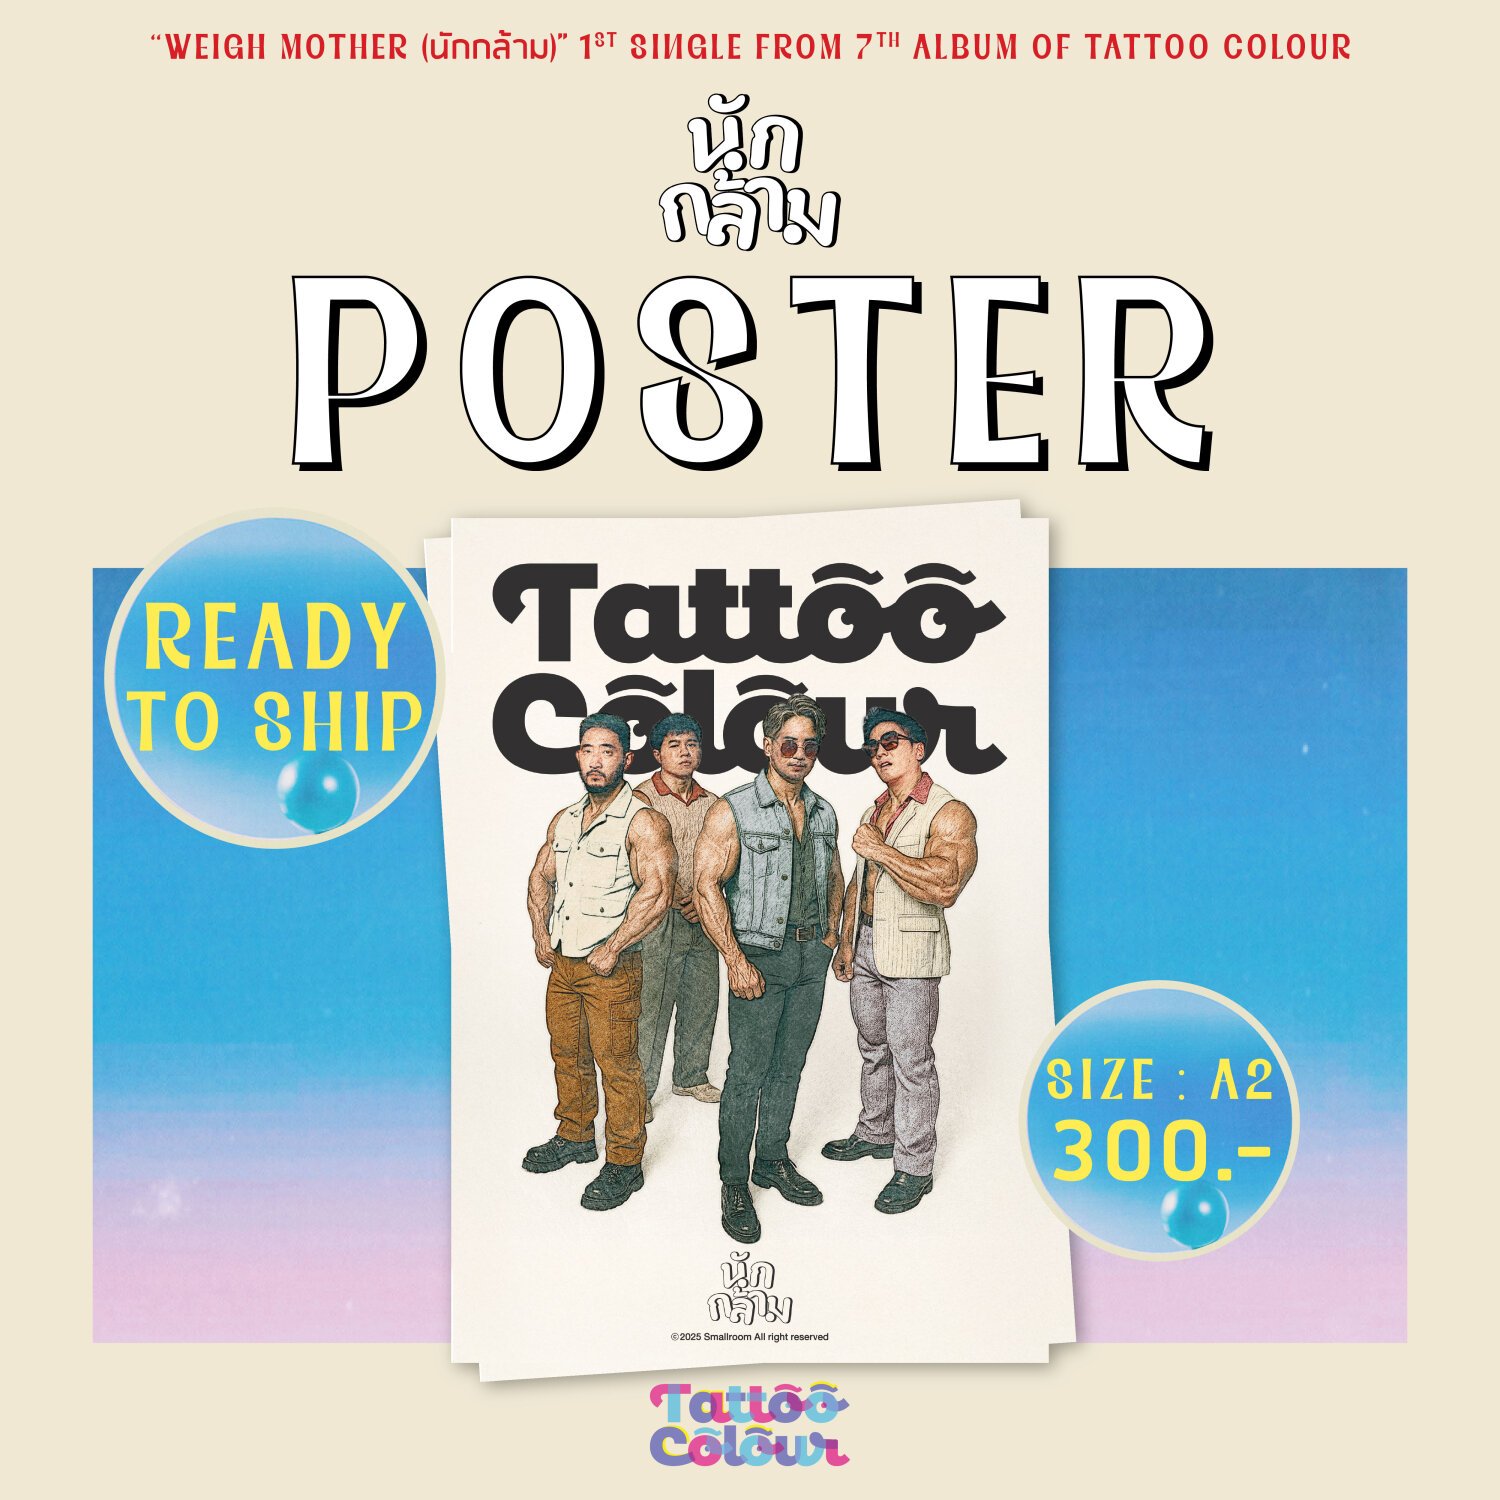 “WEIGH MOTHER (นักกล้าม)” 1ST SINGLE FROM 7TH ALBUM OF TATTOO COLOUR
นัก
กล้าม
POSTER
READY
TO SHIP
Tattoo
Colour
SIZE : A2
300.-
นัก
กล้าม
©2025 Smallroom All right reserved
Tattoo
Colour